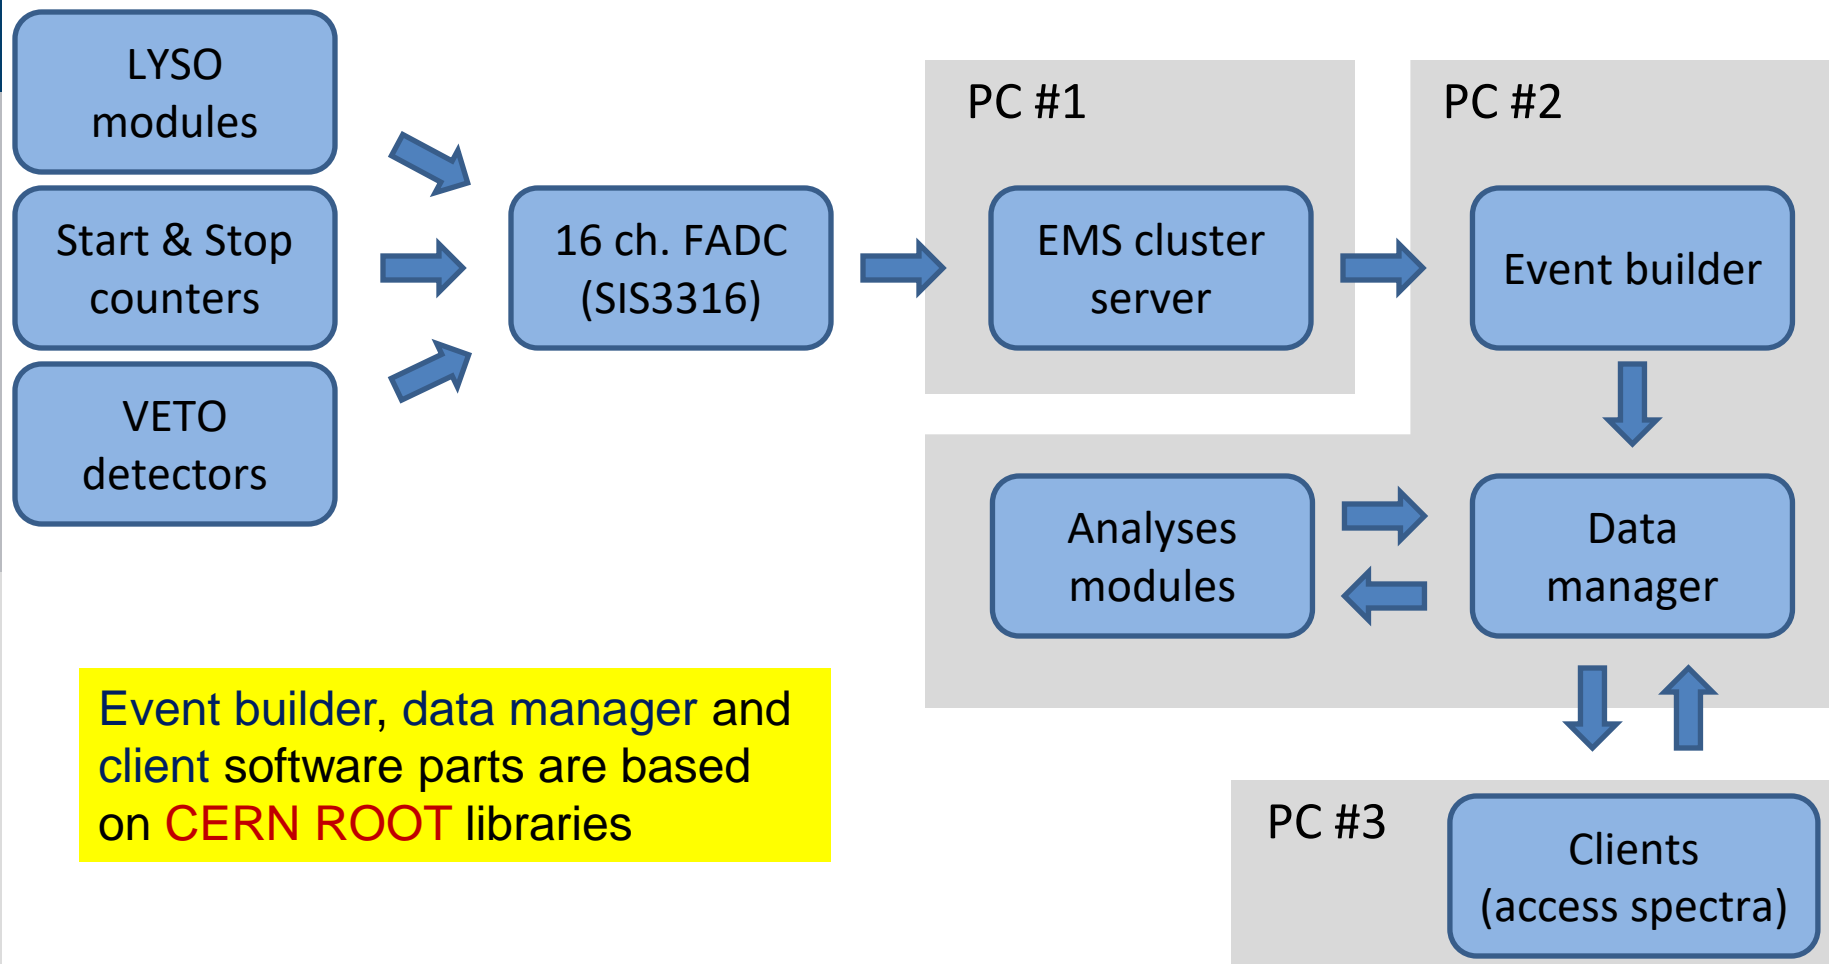 LYSO
modules
Start & Stop
counters
VETO
detectors
16 ch. FADC
(SIS3316)
PC #1
EMS cluster
server
PC #2
Event builder
Analyses
modules
Data
manager
Event builder, data manager and
client software parts are based
on CERN ROOT libraries
PC #3
Clients
(access spectra)